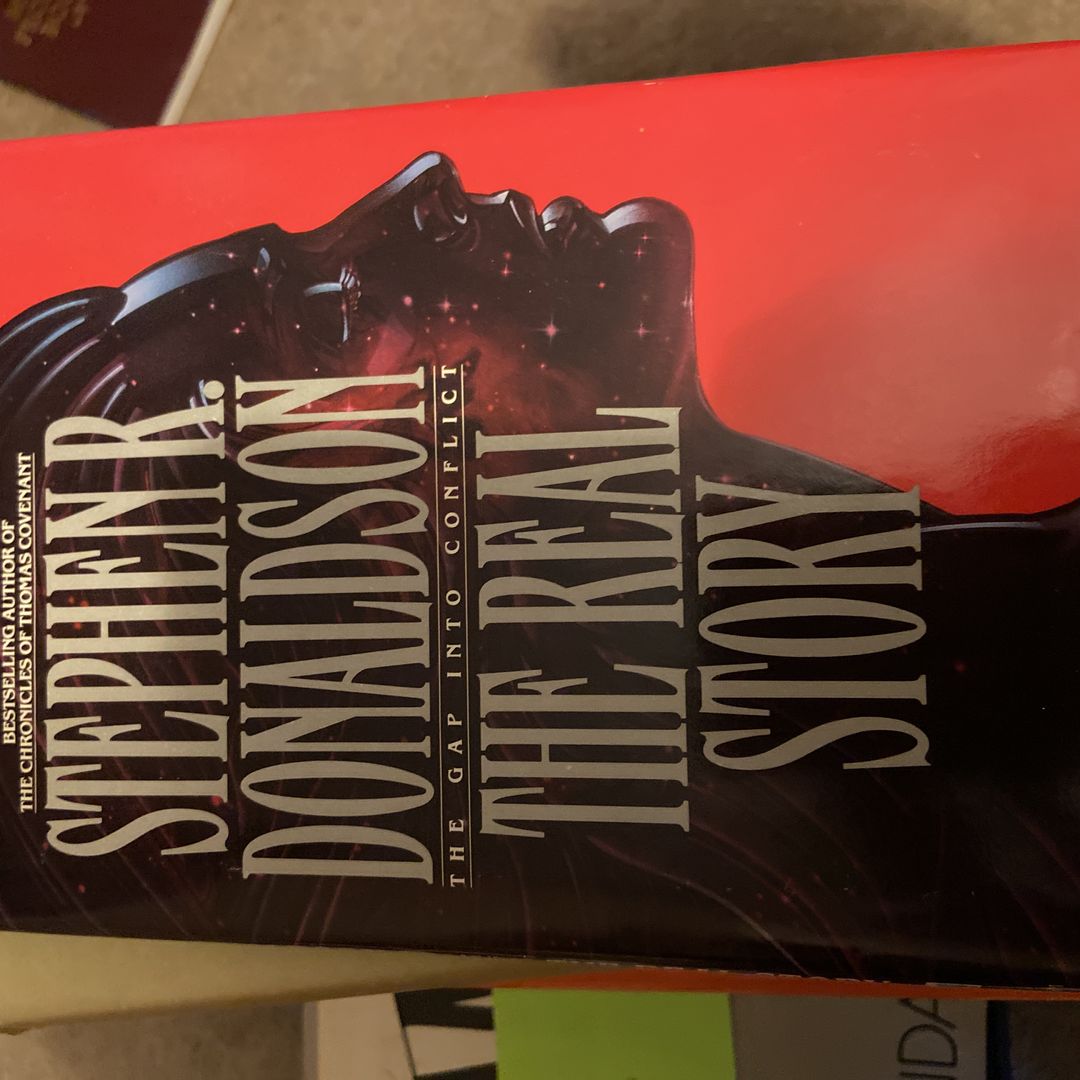 BESTSELLING AUTHOR OF
THE CHRONICLES OF THOMAS COVENANT
STEPHEN R.
DONALDSON
THE GAP INTO CONFLICT
THE REAL
STORY